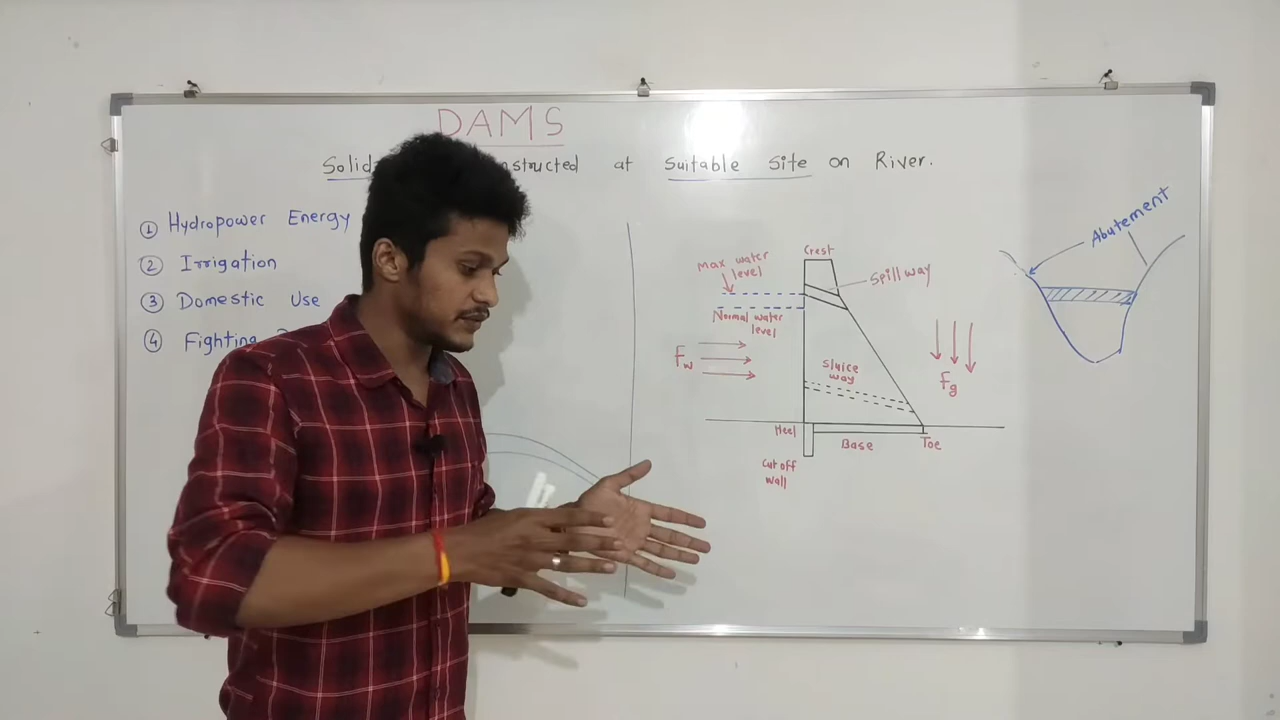 DAMS
Solid nstructed at Suitable Site on River.
① Hydropower Energy
② Irrigation
③ Domestic Use
④ Fighting
Crest
Max water
level
Spill way
Normal water
level
Fw
Sluice
way
Fg
Heel
Base
Toe
Cut off
wall
Abutement